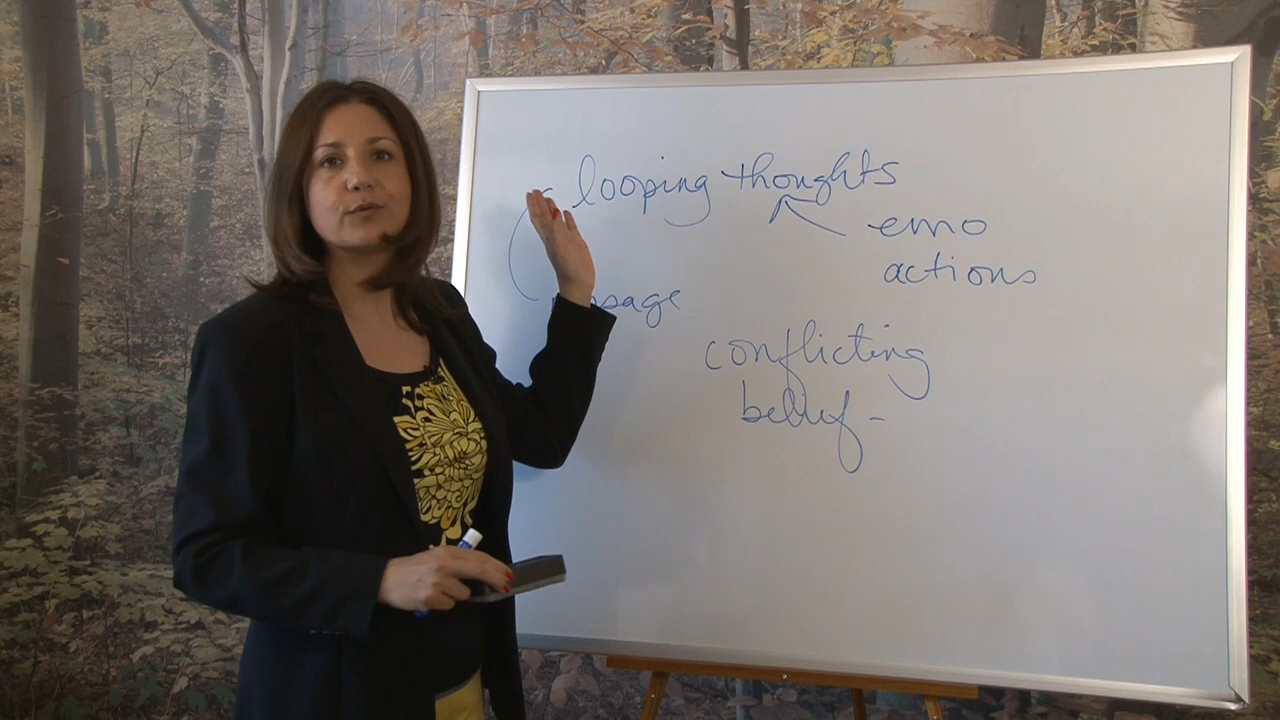 looping thoughts
emo
actions
conflicting
belief -